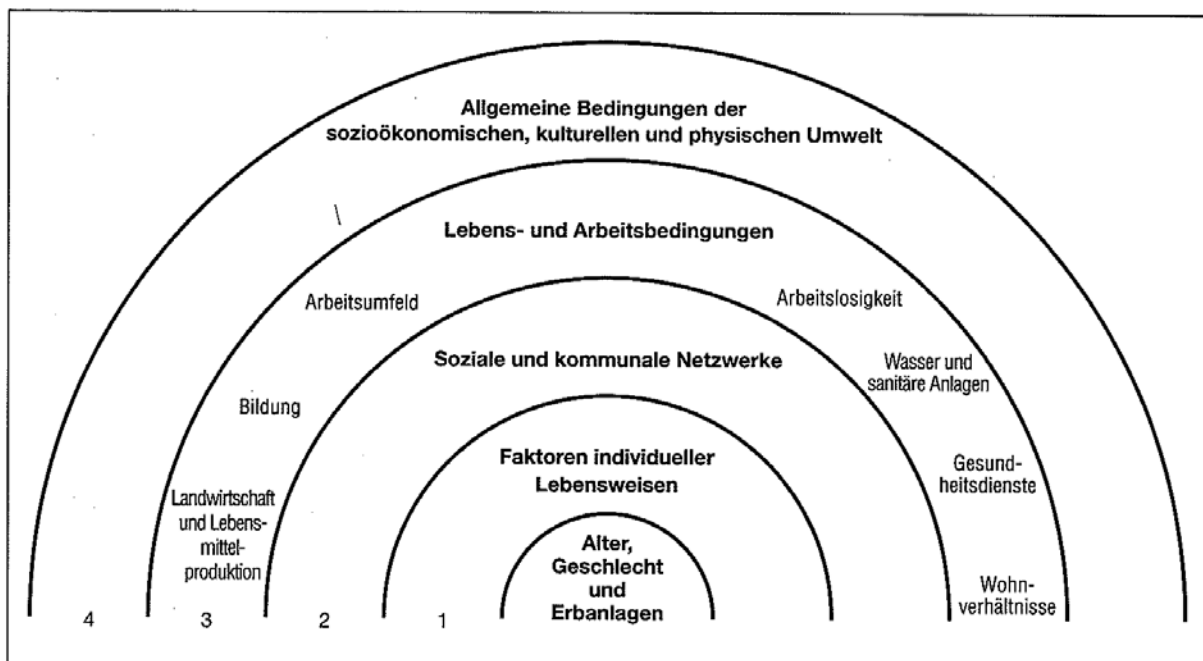 Allgemeine Bedingungen der
sozioökonomischen, kulturellen und physischen Umwelt
Lebens- und Arbeitsbedingungen
Arbeitsumfeld
Arbeitslosigkeit
Soziale und kommunale Netzwerke
Wasser und
sanitäre Anlagen
Bildung
Faktoren individueller
Lebensweisen
Gesund-
heitsdienste
Landwirtschaft
und Lebens-
mittel-
produktion
Alter,
Geschlecht
und
Erbanlagen
Wohn-
verhältnisse
4
3
2
1